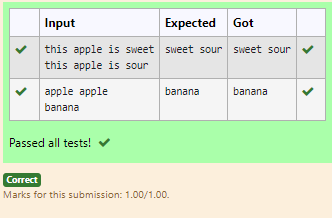 Input Expected Got
this apple is sweet sweet sour sweet sour
this apple is sour
apple apple banana banana
banana
Passed all tests!
Correct
Marks for this submission: 1.00/1.00.